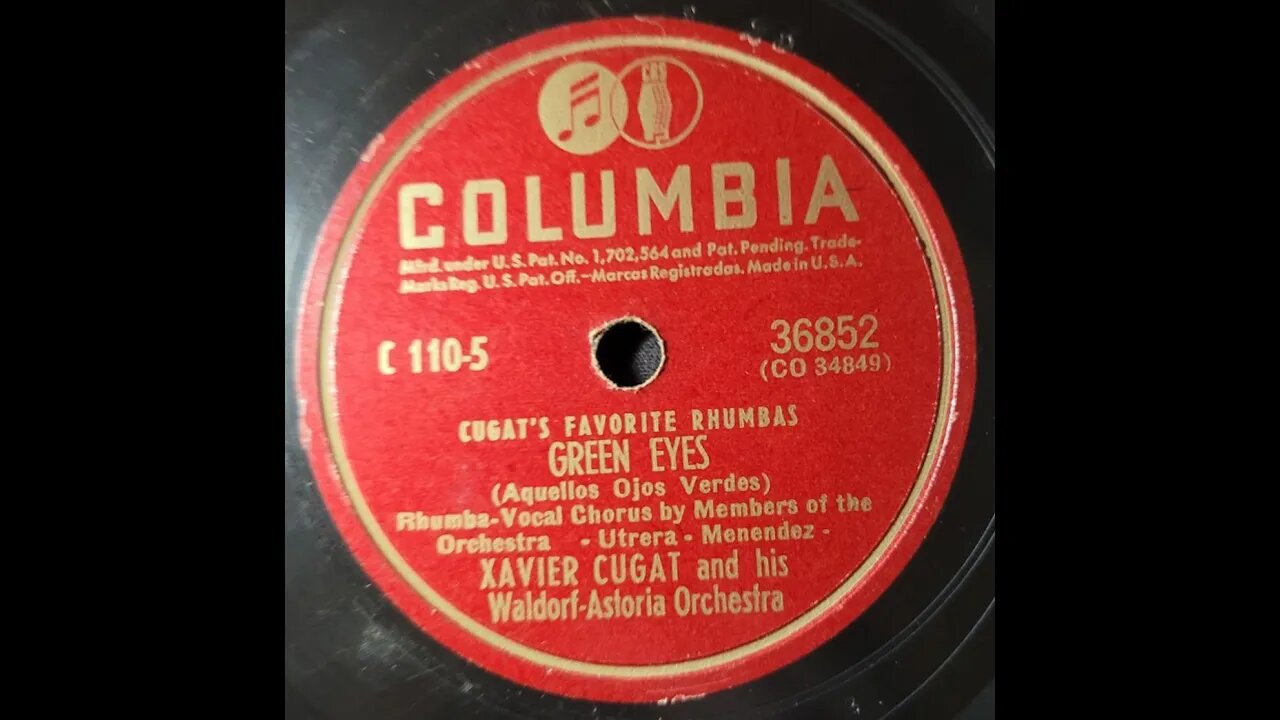 CBS
COLUMBIA
Mfrd. under U.S. Pat. No. 1,702,564 and Pat. Pending. Trade-
Marks Reg. U.S. Pat. Off.-Marcas Registradas. Made in U.S.A.
C 110-5
36852
(CO 34849)
CUGAT'S FAVORITE RHUMBAS
GREEN EYES
(Aquellos Ojos Verdes)
Rhumba-Vocal Chorus by Members of the
Orchestra - Utrera - Menendez -
XAVIER CUGAT and his
Waldorf-Astoria Orchestra